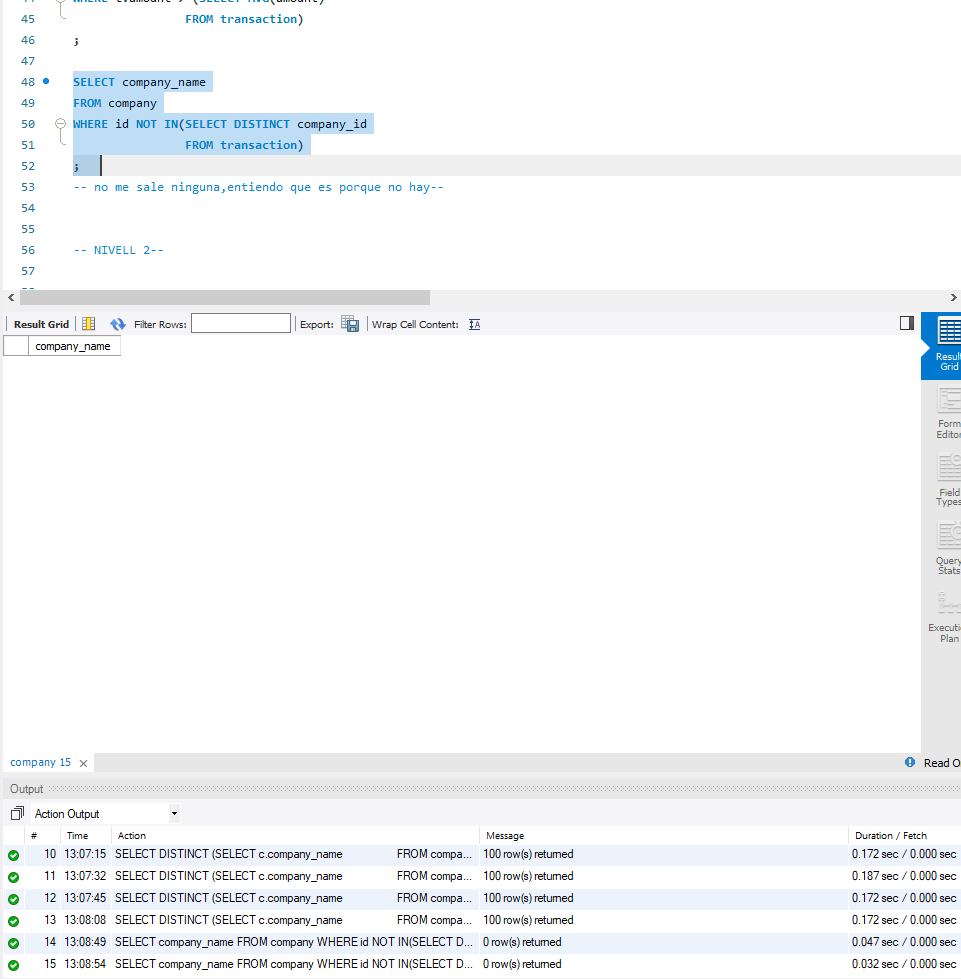 44 WHERE t.amount > (SELECT AVG(amount)
45 FROM transaction)
46 ;
47
48 SELECT company_name
49 FROM company
50 WHERE id NOT IN(SELECT DISTINCT company_id
51 FROM transaction)
52 ;
53 -- no me sale ninguna,entiendo que es porque no hay--
54
55
56 -- NIVELL 2--
57
Result Grid Filter Rows: Export: Wrap Cell Content:
company_name
Result
Grid
Form
Editor
Field
Types
Query
Stats
Executi
Plan
company 15 Read O
Output
Action Output
# Time Action Message Duration / Fetch
10 13:07:15 SELECT DISTINCT (SELECT c.company_name FROM compa... 100 row(s) returned 0.172 sec / 0.000 sec
11 13:07:32 SELECT DISTINCT (SELECT c.company_name FROM compa... 100 row(s) returned 0.187 sec / 0.000 sec
12 13:07:45 SELECT DISTINCT (SELECT c.company_name FROM compa... 100 row(s) returned 0.172 sec / 0.000 sec
13 13:08:08 SELECT DISTINCT (SELECT c.company_name FROM compa... 100 row(s) returned 0.172 sec / 0.000 sec
14 13:08:49 SELECT company_name FROM company WHERE id NOT IN(SELECT D... 0 row(s) returned 0.047 sec / 0.000 sec
15 13:08:54 SELECT company_name FROM company WHERE id NOT IN(SELECT D... 0 row(s) returned 0.032 sec / 0.000 sec